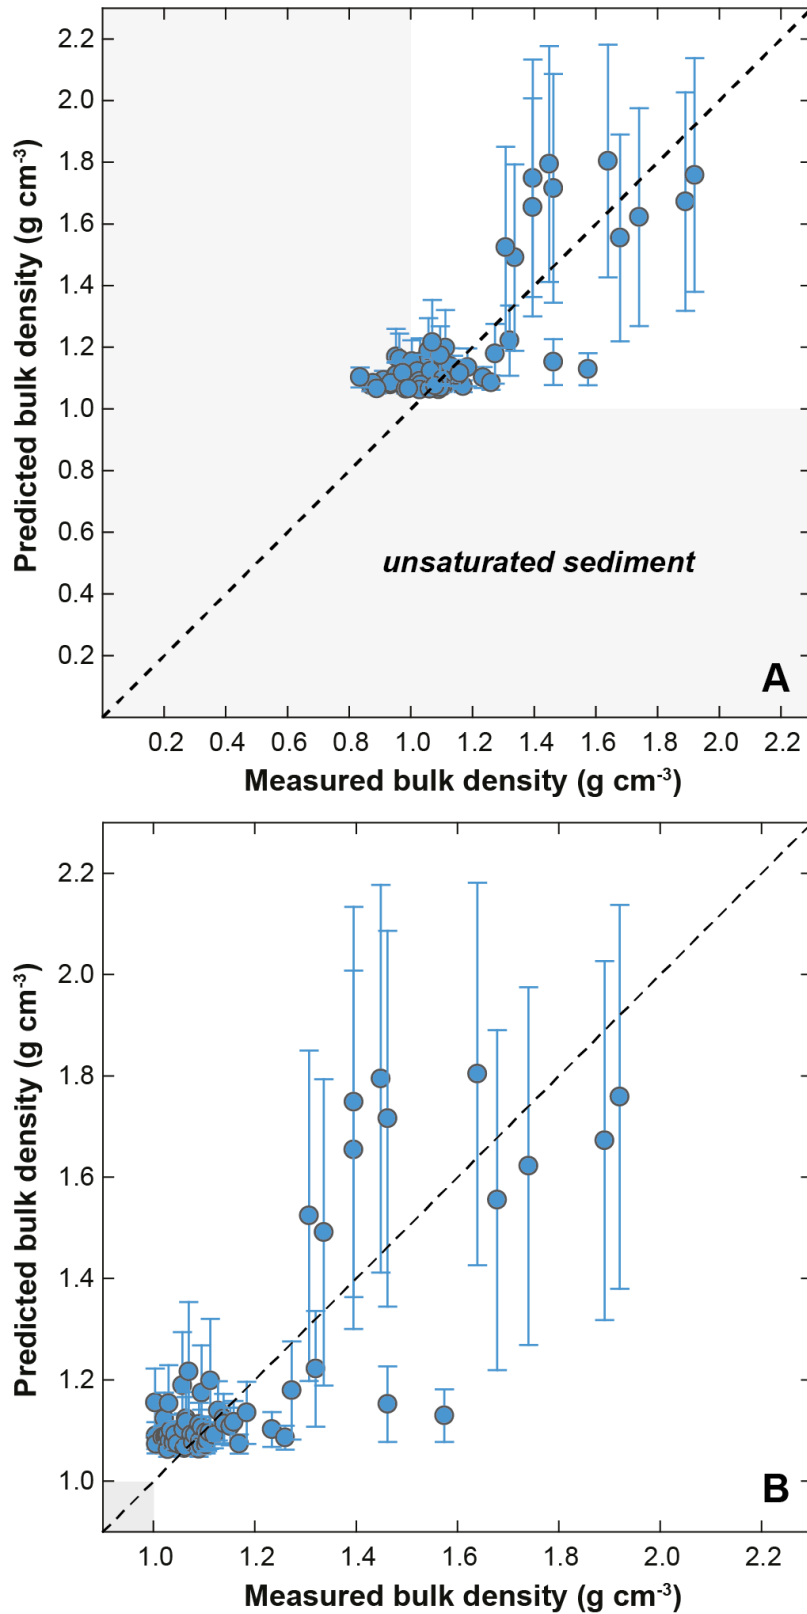 Predicted bulk density (g cm⁻³)
2.2
2.0
1.8
1.6
1.4
1.2
1.0
0.8
0.6
0.4
0.2
unsaturated sediment
A
0.2 0.4 0.6 0.8 1.0 1.2 1.4 1.6 1.8 2.0 2.2
Measured bulk density (g cm⁻³)
Predicted bulk density (g cm⁻³)
2.2
2.0
1.8
1.6
1.4
1.2
1.0
B
1.0 1.2 1.4 1.6 1.8 2.0 2.2
Measured bulk density (g cm⁻³)